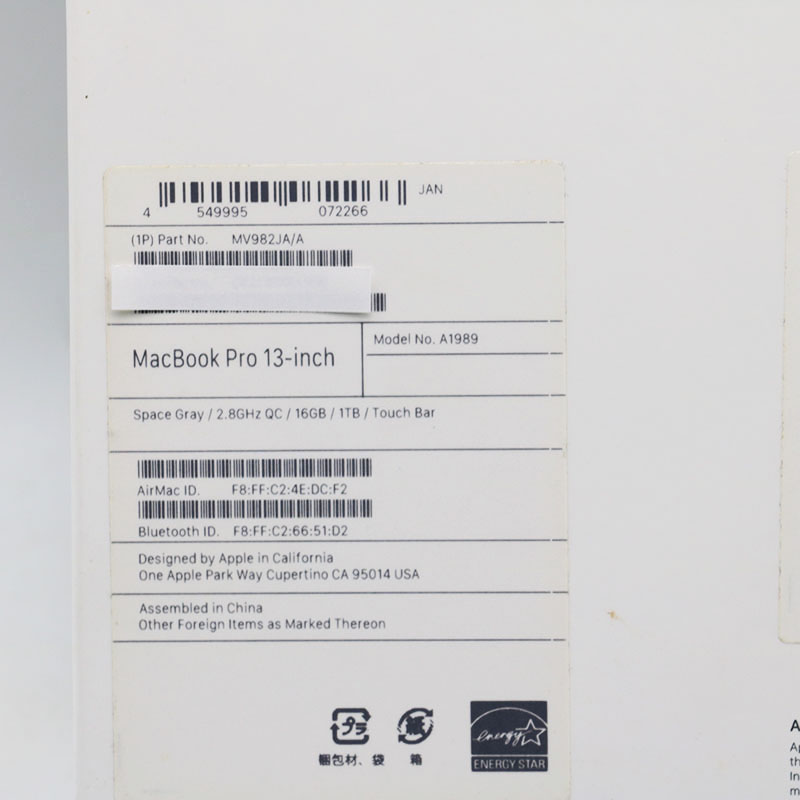 JAN
4 549995 072266
(1P) Part No. MV982JA/A
MacBook Pro 13-inch
Model No. A1989
Space Gray / 2.8GHz QC / 16GB / 1TB / Touch Bar
AirMac ID. F8:FF:C2:4E:DC:F2
Bluetooth ID. F8:FF:C2:66:51:D2
Designed by Apple in California
One Apple Park Way Cupertino CA 95014 USA
Assembled in China
Other Foreign Items as Marked Thereon
プラ
紙
energy
梱包材、袋
箱
ENERGY STAR
A
Ap
th
In
m